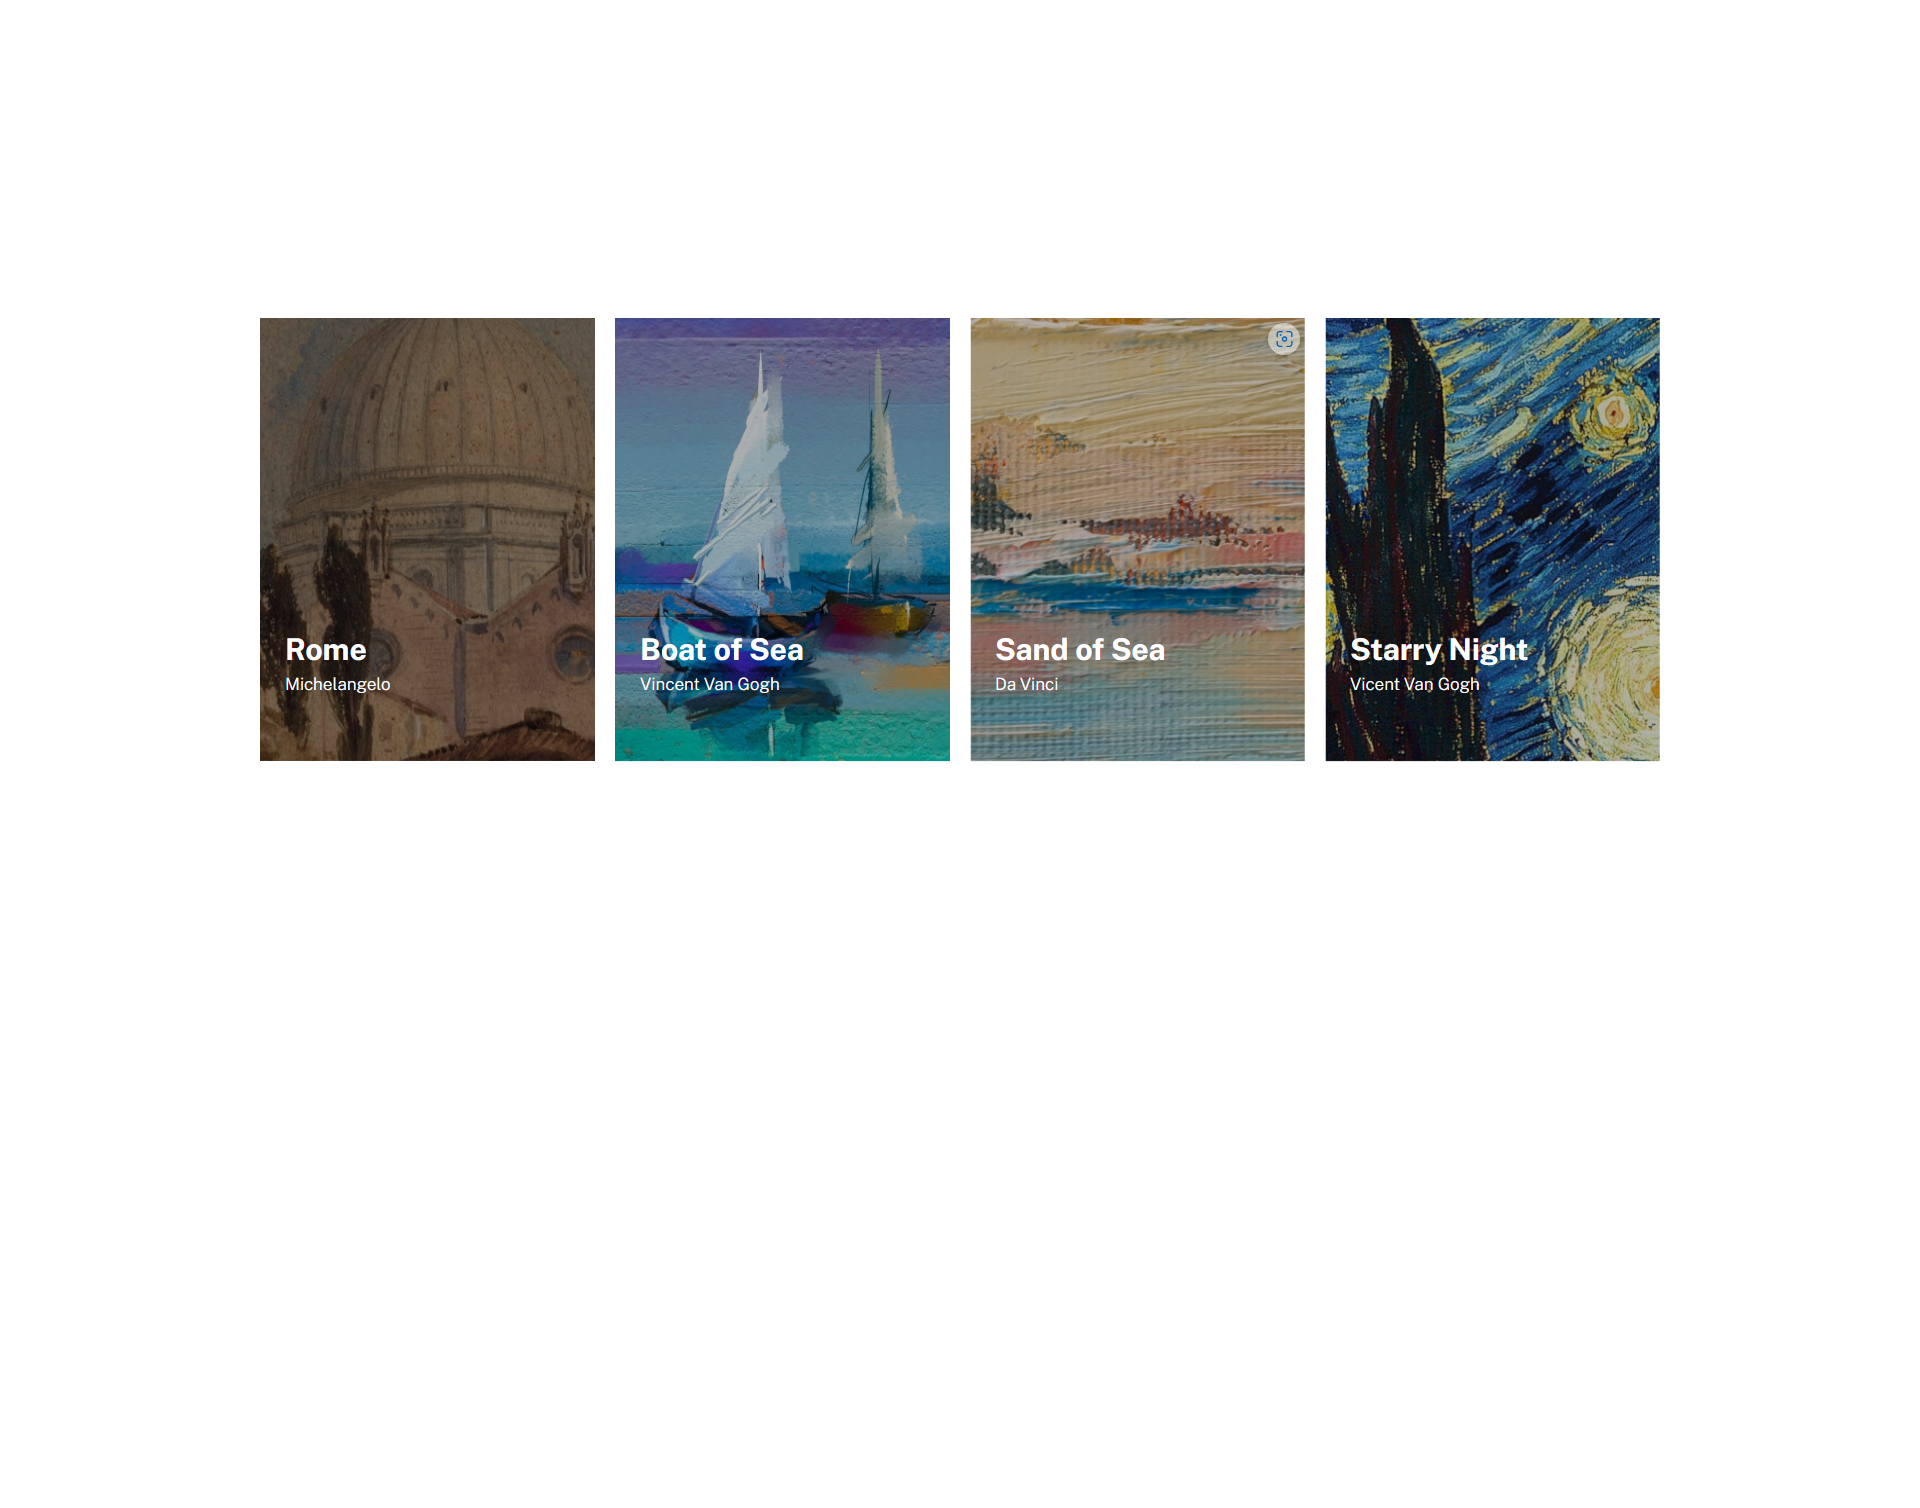 Rome
Michelangelo
Boat of Sea
Vincent Van Gogh
Sand of Sea
Da Vinci
Starry Night
Vicent Van Gogh